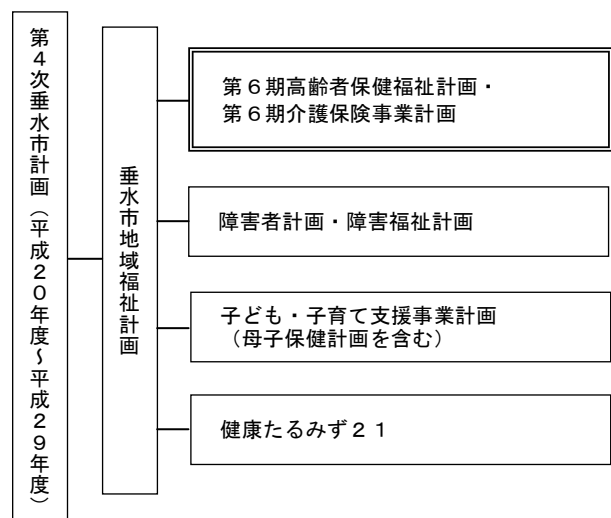 第４次垂水市計画（平成２０年度～平成２９年度）
垂水市地域福祉計画
第６期高齢者保健福祉計画・
第６期介護保険事業計画
障害者計画・障害福祉計画
子ども・子育て支援事業計画
（母子保健計画を含む）
健康たるみず２１